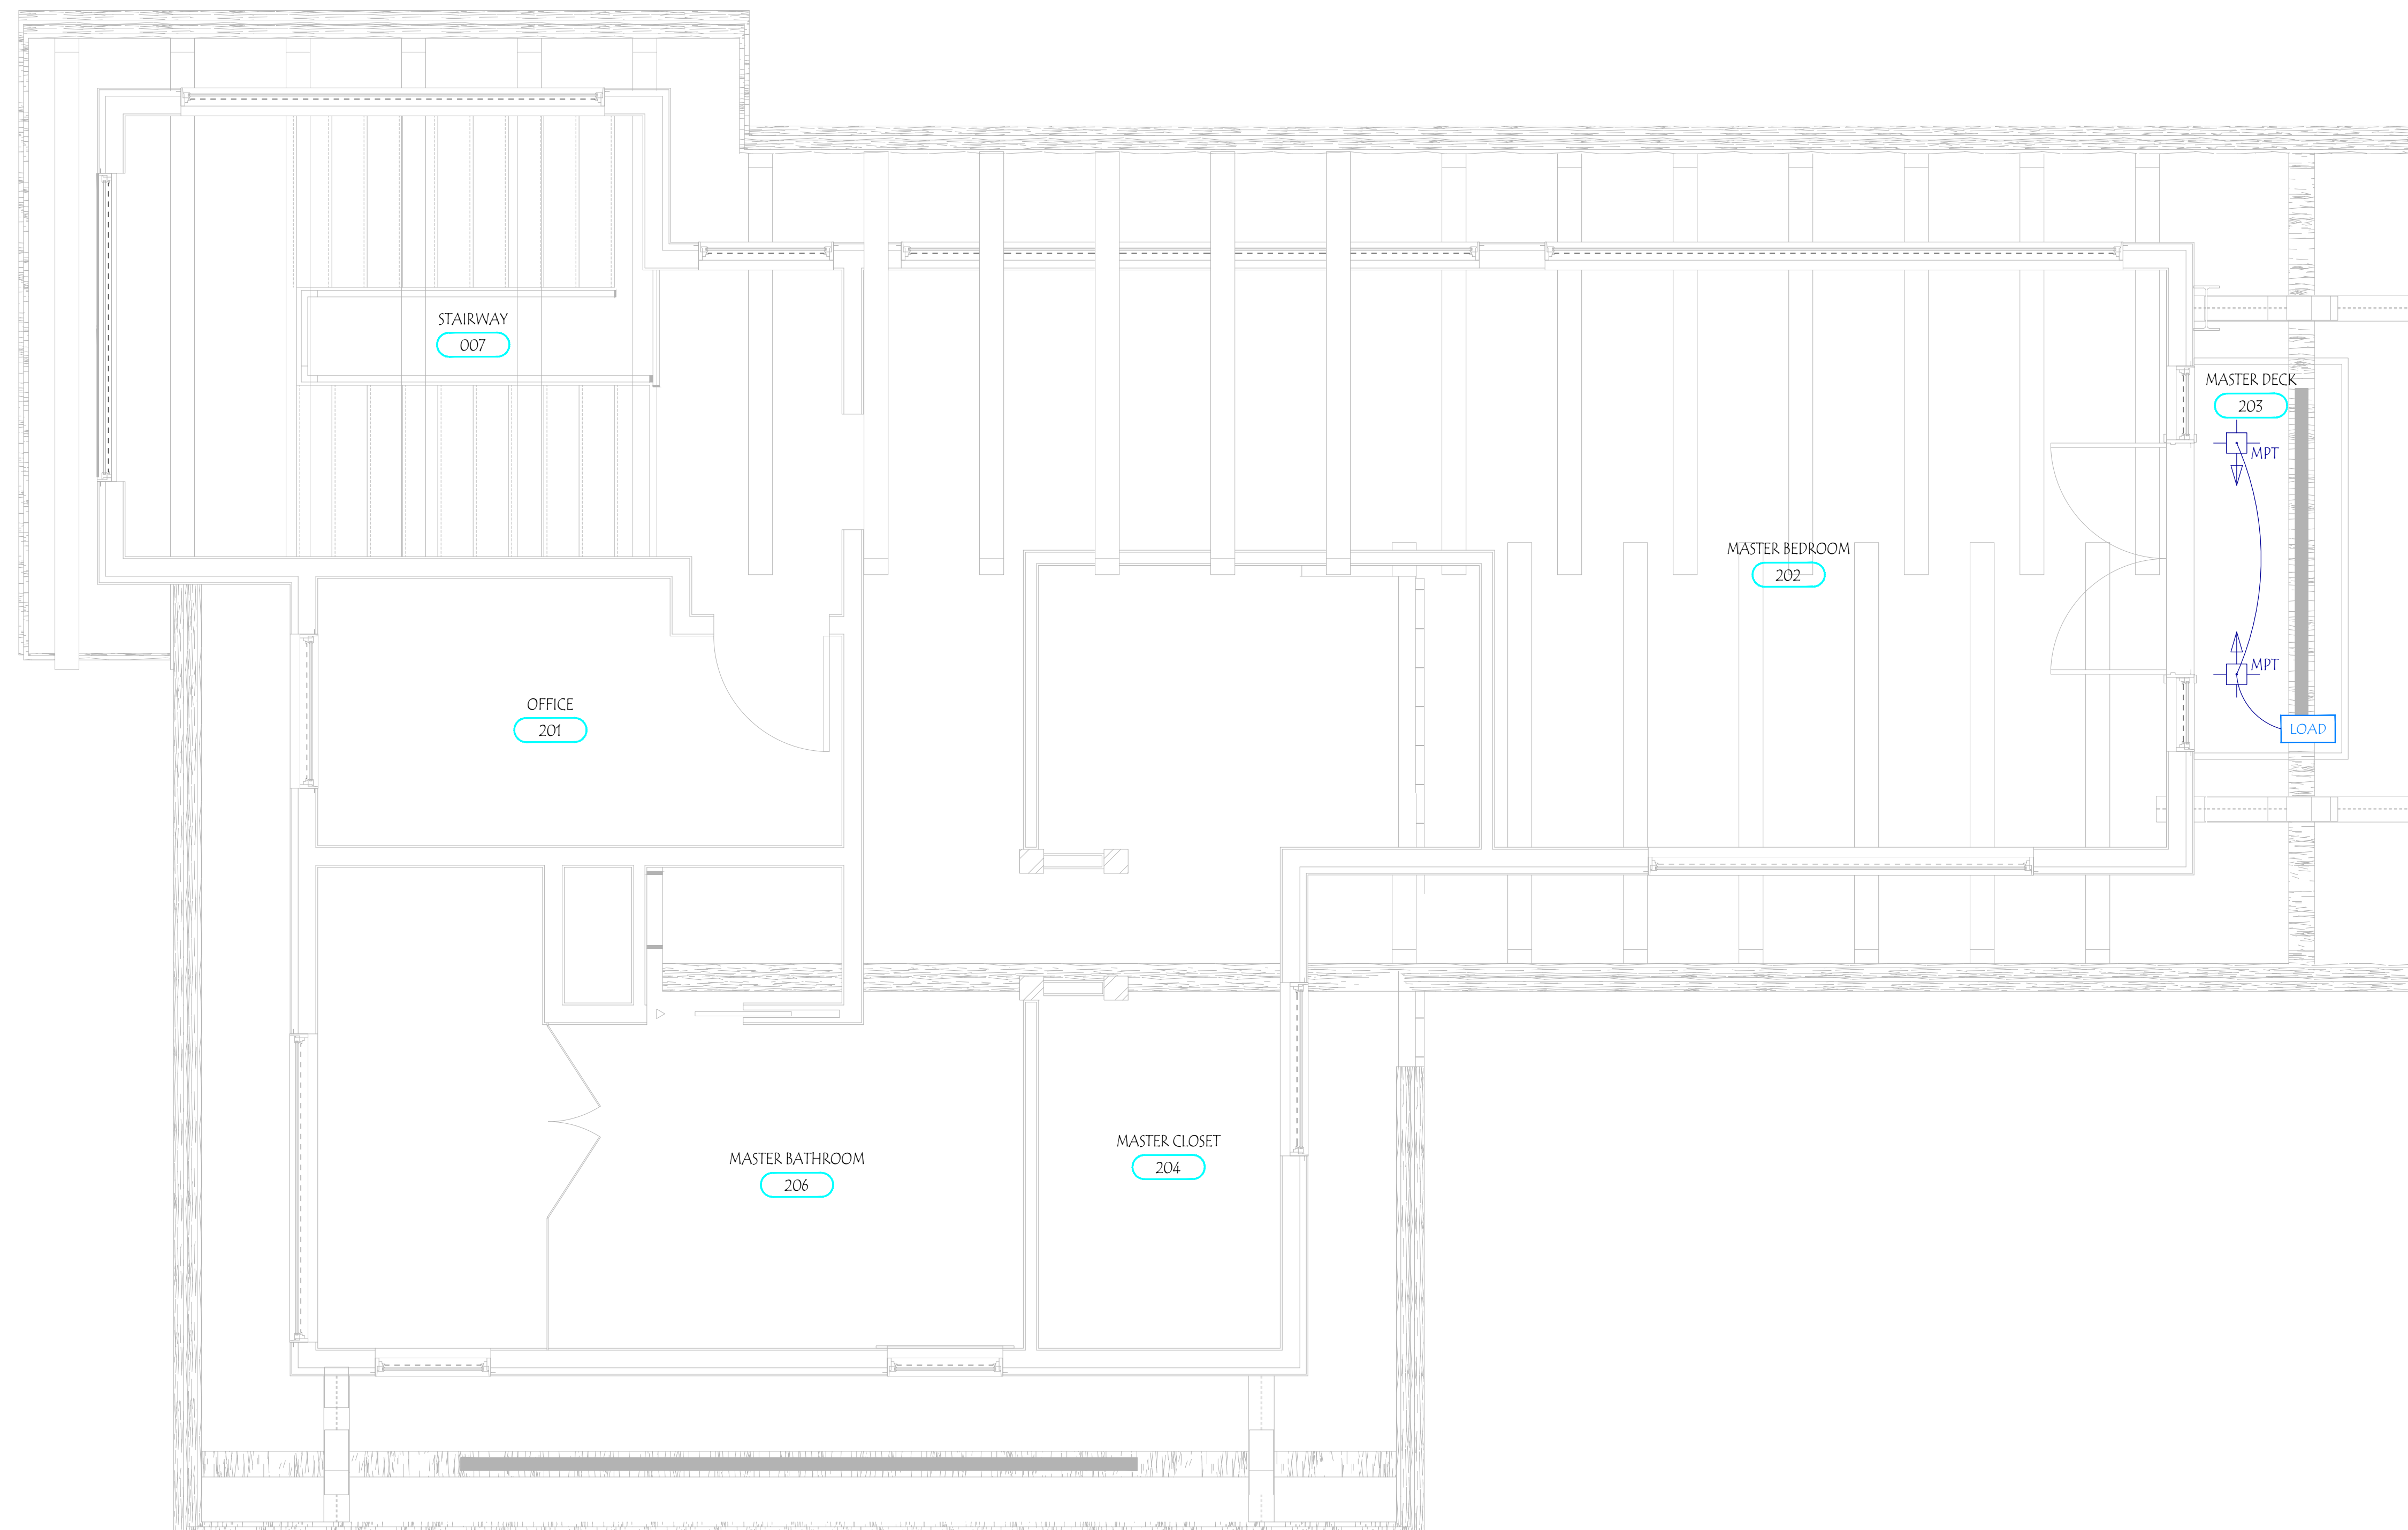 STAIRWAY
007
MASTER DECK
203
MPT
MASTER BEDROOM
202
MPT
OFFICE
201
LOAD
MASTER CLOSET
204
MASTER BATHROOM
206